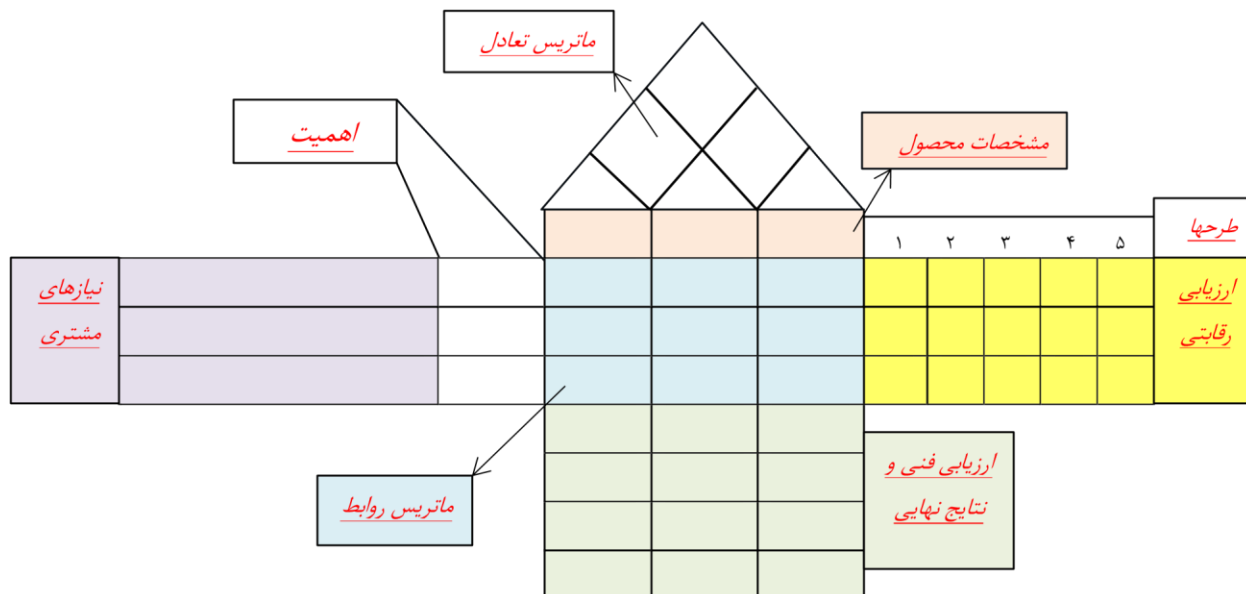 ماتریس تعادل
اهمیت
مشخصات محصول
طرحها
۱ ۲ ۳ ۴ ۵
نیازهای
مشتری
ارزیابی
رقابتی
ماتریس روابط
ارزیابی فنی و
نتایج نهایی